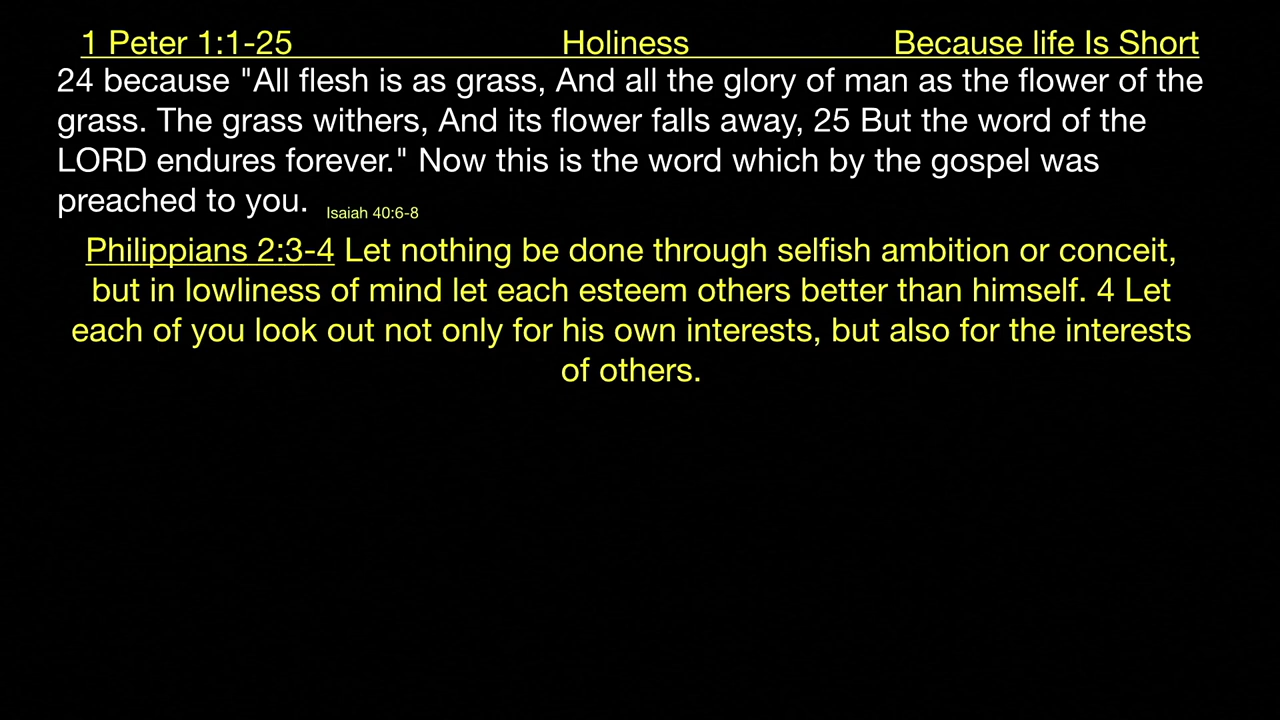 1 Peter 1:1-25 Holiness Because life Is Short
24 because "All flesh is as grass, And all the glory of man as the flower of the
grass. The grass withers, And its flower falls away, 25 But the word of the
LORD endures forever." Now this is the word which by the gospel was
preached to you. Isaiah 40:6-8
Philippians 2:3-4 Let nothing be done through selfish ambition or conceit,
but in lowliness of mind let each esteem others better than himself. 4 Let
each of you look out not only for his own interests, but also for the interests
of others.